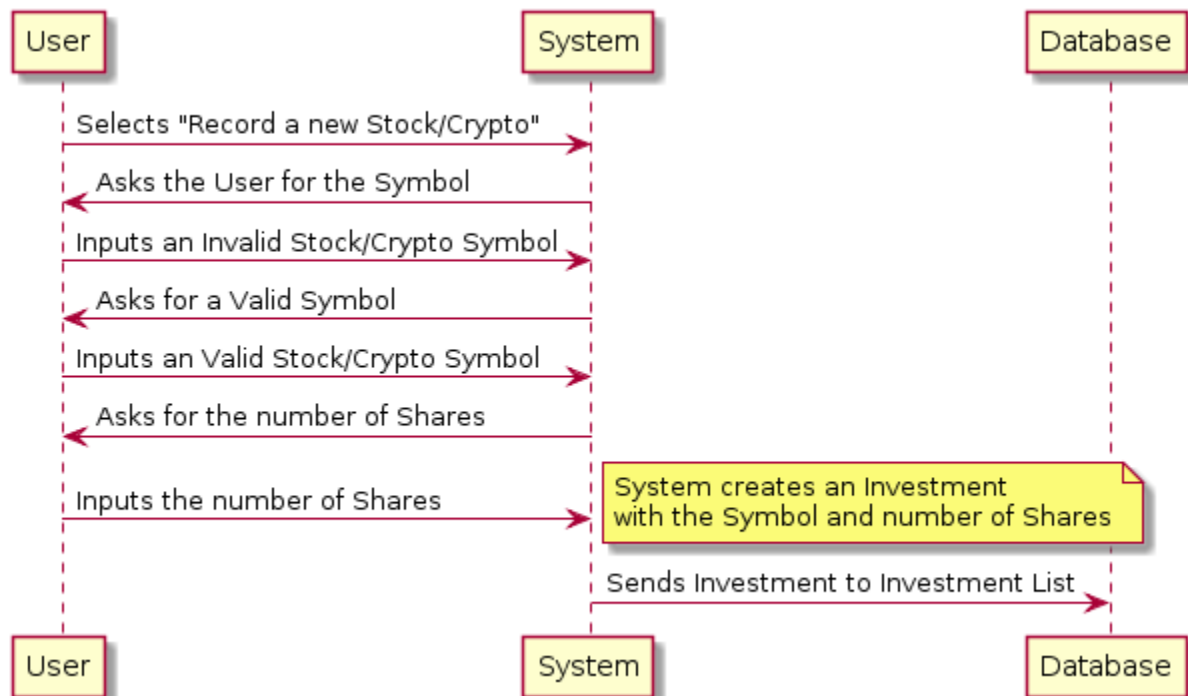 User
System
Database
Selects "Record a new Stock/Crypto"
Asks the User for the Symbol
Inputs an Invalid Stock/Crypto Symbol
Asks for a Valid Symbol
Inputs an Valid Stock/Crypto Symbol
Asks for the number of Shares
Inputs the number of Shares
System creates an Investment
with the Symbol and number of Shares
Sends Investment to Investment List
User
System
Database